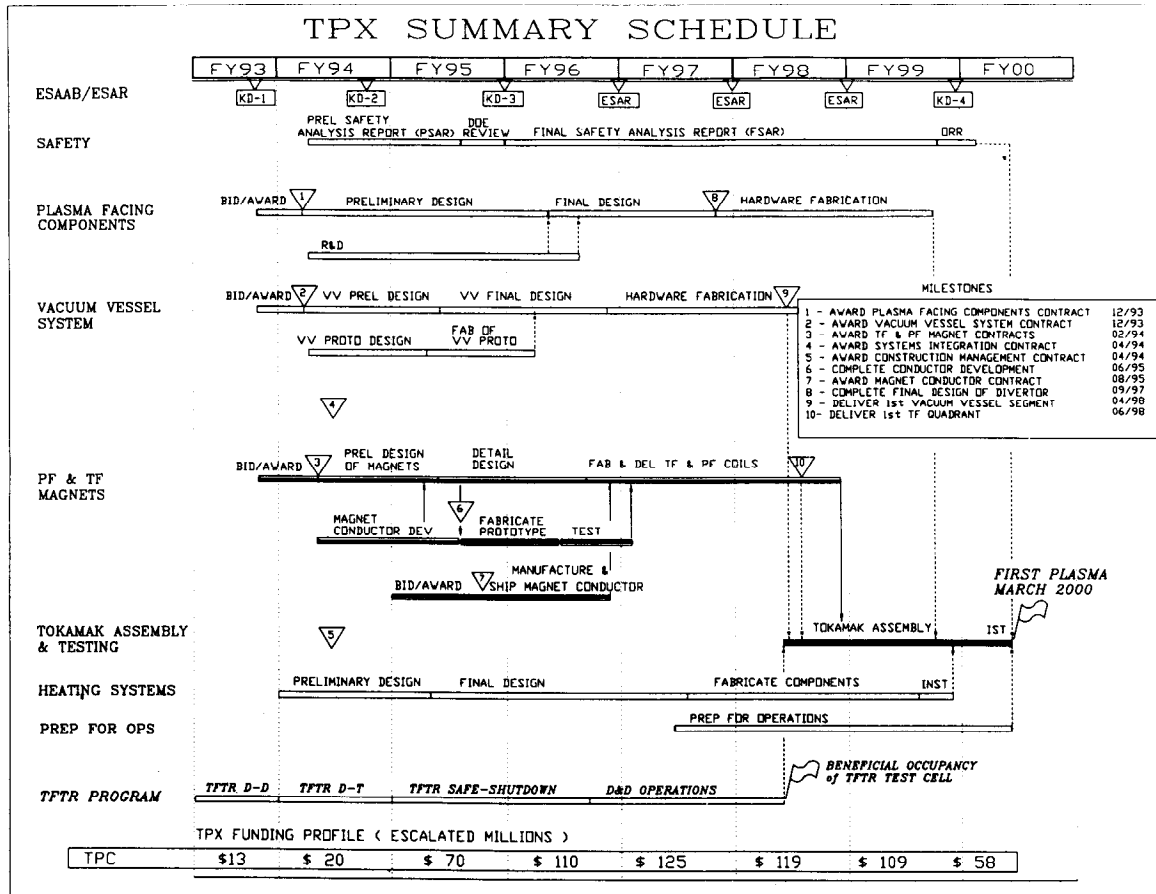 TPX SUMMARY SCHEDULE
FY93 FY94 FY95 FY96 FY97 FY98 FY99 FY00
ESAAB/ESAR
KD-1 KD-2 KD-3 ESAR ESAR ESAR KD-4
SAFETY
PREL SAFETY
ANALYSIS REPORT (PSAR)
DOE
REVIEW
FINAL SAFETY ANALYSIS REPORT (FSAR)
ORR
PLASMA FACING
COMPONENTS
BID/AWARD 1 PRELIMINARY DESIGN FINAL DESIGN 8 HARDWARE FABRICATION
R&D
VACUUM VESSEL
SYSTEM
BID/AWARD 2 VV PREL DESIGN VV FINAL DESIGN HARDWARE FABRICATION 9
VV PROTO DESIGN
FAB OF
VV PROTO
MILESTONES
1 - AWARD PLASMA FACING COMPONENTS CONTRACT 12/93
2 - AWARD VACUUM VESSEL SYSTEM CONTRACT 12/93
3 - AWARD TF & PF MAGNET CONTRACTS 02/94
4 - AWARD SYSTEMS INTEGRATION CONTRACT 04/94
5 - AWARD CONSTRUCTION MANAGEMENT CONTRACT 04/94
6 - COMPLETE CONDUCTOR DEVELOPMENT 06/95
7 - AWARD MAGNET CONDUCTOR CONTRACT 08/95
8 - COMPLETE FINAL DESIGN OF DIVERTOR 09/97
9 - DELIVER 1st VACUUM VESSEL SEGMENT 04/98
10- DELIVER 1st TF QUADRANT 06/98
4
PF & TF
MAGNETS
BID/AWARD 3
PREL DESIGN
OF MAGNETS
DETAIL
DESIGN
FAB & DEL TF & PF COILS 10
MAGNET
CONDUCTOR DEV
6
FABRICATE
PROTOTYPE
TEST
BID/AWARD 7
MANUFACTURE &
SHIP MAGNET CONDUCTOR
FIRST PLASMA
MARCH 2000
TOKAMAK ASSEMBLY
& TESTING
5
TOKAMAK ASSEMBLY IST
HEATING SYSTEMS
PRELIMINARY DESIGN FINAL DESIGN FABRICATE COMPONENTS INST
PREP FOR OPS
PREP FOR OPERATIONS
BENEFICIAL OCCUPANCY
of TFTR TEST CELL
TFTR PROGRAM
TFTR D-D TFTR D-T TFTR SAFE-SHUTDOWN D&D OPERATIONS
TPX FUNDING PROFILE ( ESCALATED MILLIONS )
TPC $13 $ 20 $ 70 $ 110 $ 125 $ 119 $ 109 $ 58